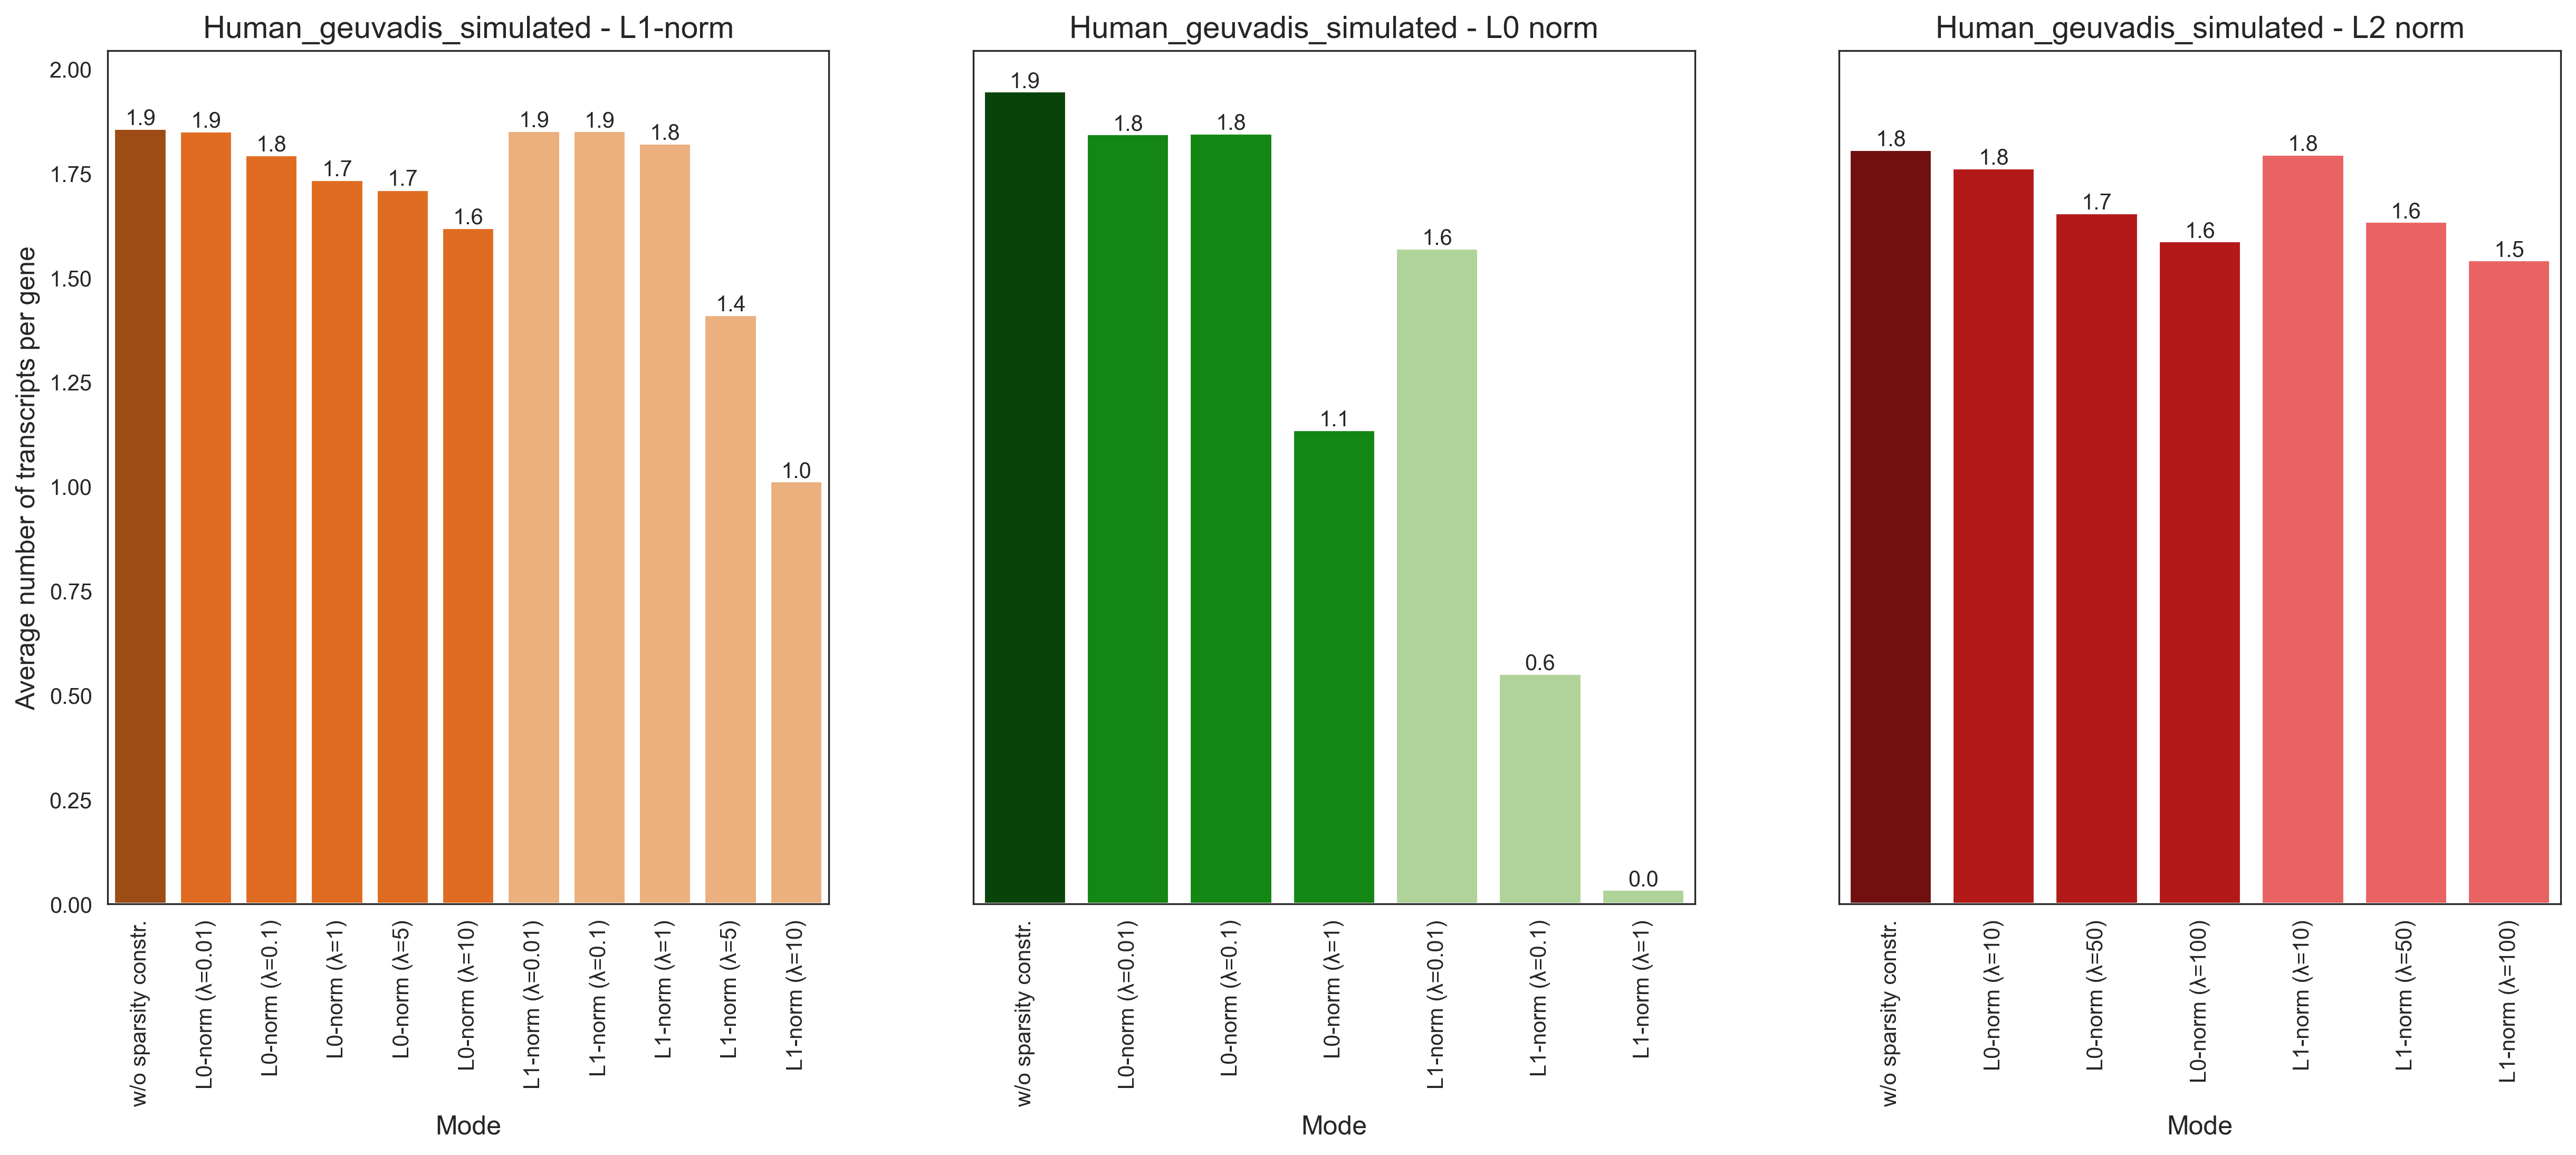 Human_geuvadis_simulated - L1-norm
Average number of transcripts per gene
2.00
1.75
1.50
1.25
1.00
0.75
0.50
0.25
0.00
1.9
1.9
1.8
1.7
1.7
1.6
1.9
1.9
1.8
1.4
1.0
w/o sparsity constr.
L0-norm (λ=0.01)
L0-norm (λ=0.1)
L0-norm (λ=1)
L0-norm (λ=5)
L0-norm (λ=10)
L1-norm (λ=0.01)
L1-norm (λ=0.1)
L1-norm (λ=1)
L1-norm (λ=5)
L1-norm (λ=10)
Mode
Human_geuvadis_simulated - L0 norm
1.9
1.8
1.8
1.1
1.6
0.6
0.0
w/o sparsity constr.
L0-norm (λ=0.01)
L0-norm (λ=0.1)
L0-norm (λ=1)
L1-norm (λ=0.01)
L1-norm (λ=0.1)
L1-norm (λ=1)
Mode
Human_geuvadis_simulated - L2 norm
1.8
1.8
1.7
1.6
1.8
1.6
1.5
w/o sparsity constr.
L0-norm (λ=10)
L0-norm (λ=50)
L0-norm (λ=100)
L1-norm (λ=10)
L1-norm (λ=50)
L1-norm (λ=100)
Mode